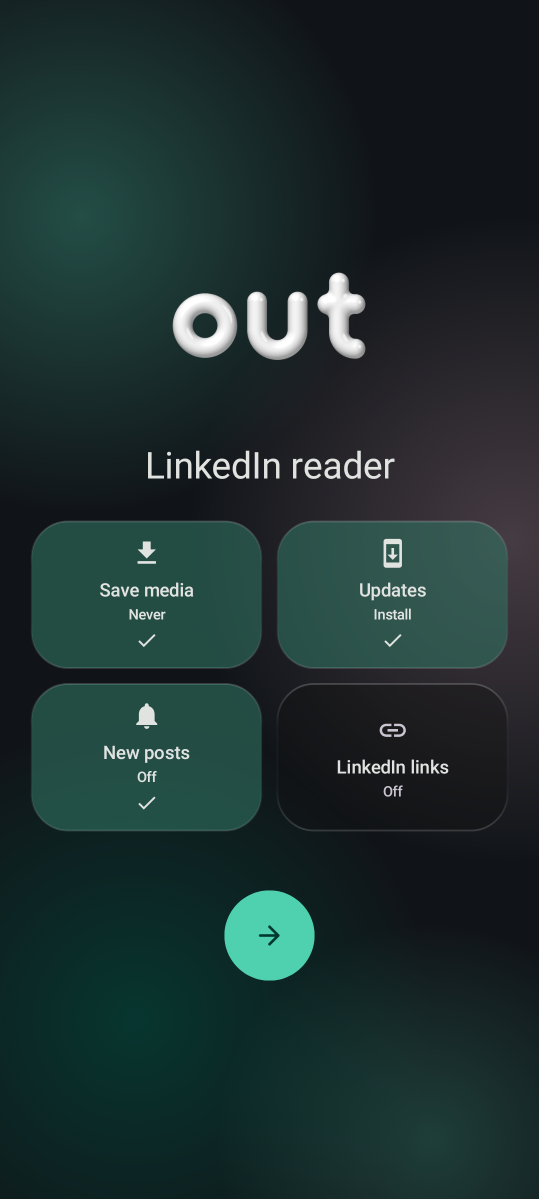 out
LinkedIn reader
Save media
Never
Updates
Install
New posts
Off
LinkedIn links
Off